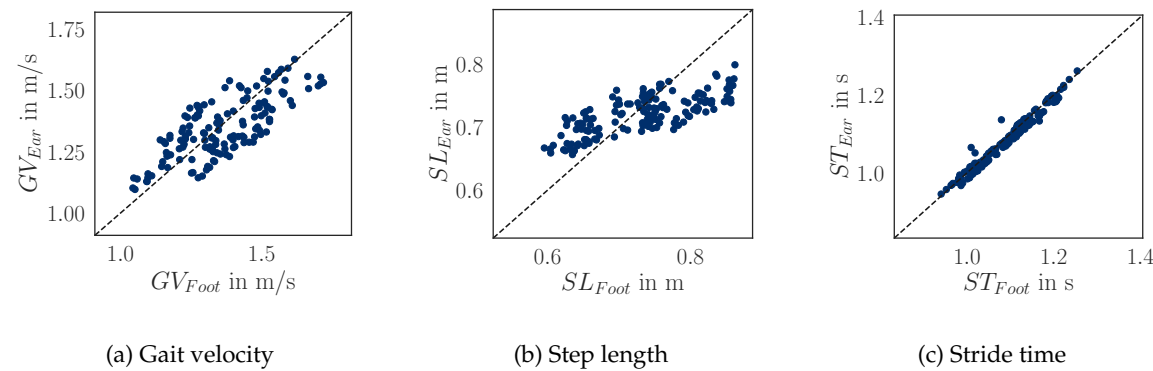 1.75
1.50
1.25
1.00
GV_Ear in m/s
1.0 1.5
GV_Foot in m/s
(a) Gait velocity
0.8
0.7
0.6
SL_Ear in m
0.6 0.8
SL_Foot in m
(b) Step length
1.4
1.2
1.0
ST_Ear in s
1.0 1.2 1.4
ST_Foot in s
(c) Stride time